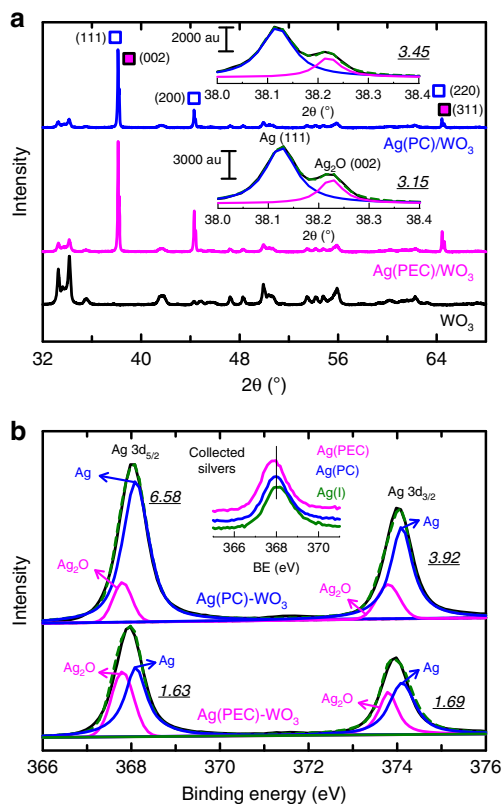 a
2000 au
3.45
(111)
(002)
38.0 38.1 38.2 38.3 38.4
2θ (°)
(200)
(220)
(311)
Ag(PC)/WO₃
3000 au
Ag (111)
Ag₂O (002)
3.15
38.0 38.1 38.2 38.3 38.4
2θ (°)
Ag(PEC)/WO₃
WO₃
Intensity
32 40 48 56 64
2θ (°)
b
Ag 3d₅/₂
Collected
silvers
Ag(PEC)
Ag(PC)
Ag(I)
366 368 370
BE (eV)
Ag 3d₃/₂
Ag
6.58
Ag
3.92
Ag₂O
Ag₂O
Ag(PC)-WO₃
Ag₂O
Ag
1.63
Ag₂O
Ag
1.69
Ag(PEC)-WO₃
Intensity
366 368 370 372 374 376
Binding energy (eV)